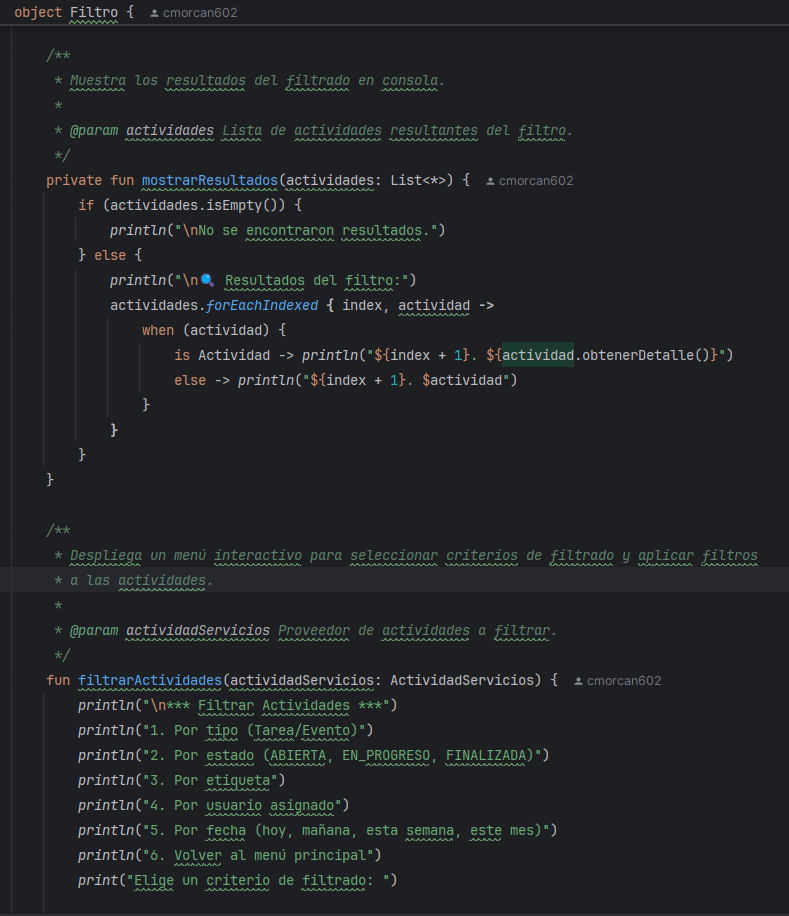 object Filtro { cmorcan602
/**
* Muestra los resultados del filtrado en consola.
*
* @param actividades Lista de actividades resultantes del filtro.
*/
private fun mostrarResultados(actividades: List<*>) { cmorcan602
if (actividades.isEmpty()) {
println("\nNo se encontraron resultados.")
} else {
println("\n🔍 Resultados del filtro:")
actividades.forEachIndexed { index, actividad ->
when (actividad) {
is Actividad -> println("${index + 1}. ${actividad.obtenerDetalle()}")
else -> println("${index + 1}. $actividad")
}
}
}
}
/**
* Despliega un menú interactivo para seleccionar criterios de filtrado y aplicar filtros
* a las actividades.
*
* @param actividadServicios Proveedor de actividades a filtrar.
*/
fun filtrarActividades(actividadServicios: ActividadServicios) { cmorcan602
println("\n*** Filtrar Actividades ***")
println("1. Por tipo (Tarea/Evento)")
println("2. Por estado (ABIERTA, EN_PROGRESO, FINALIZADA)")
println("3. Por etiqueta")
println("4. Por usuario asignado")
println("5. Por fecha (hoy, mañana, esta semana, este mes)")
println("6. Volver al menú principal")
print("Elige un criterio de filtrado: ")